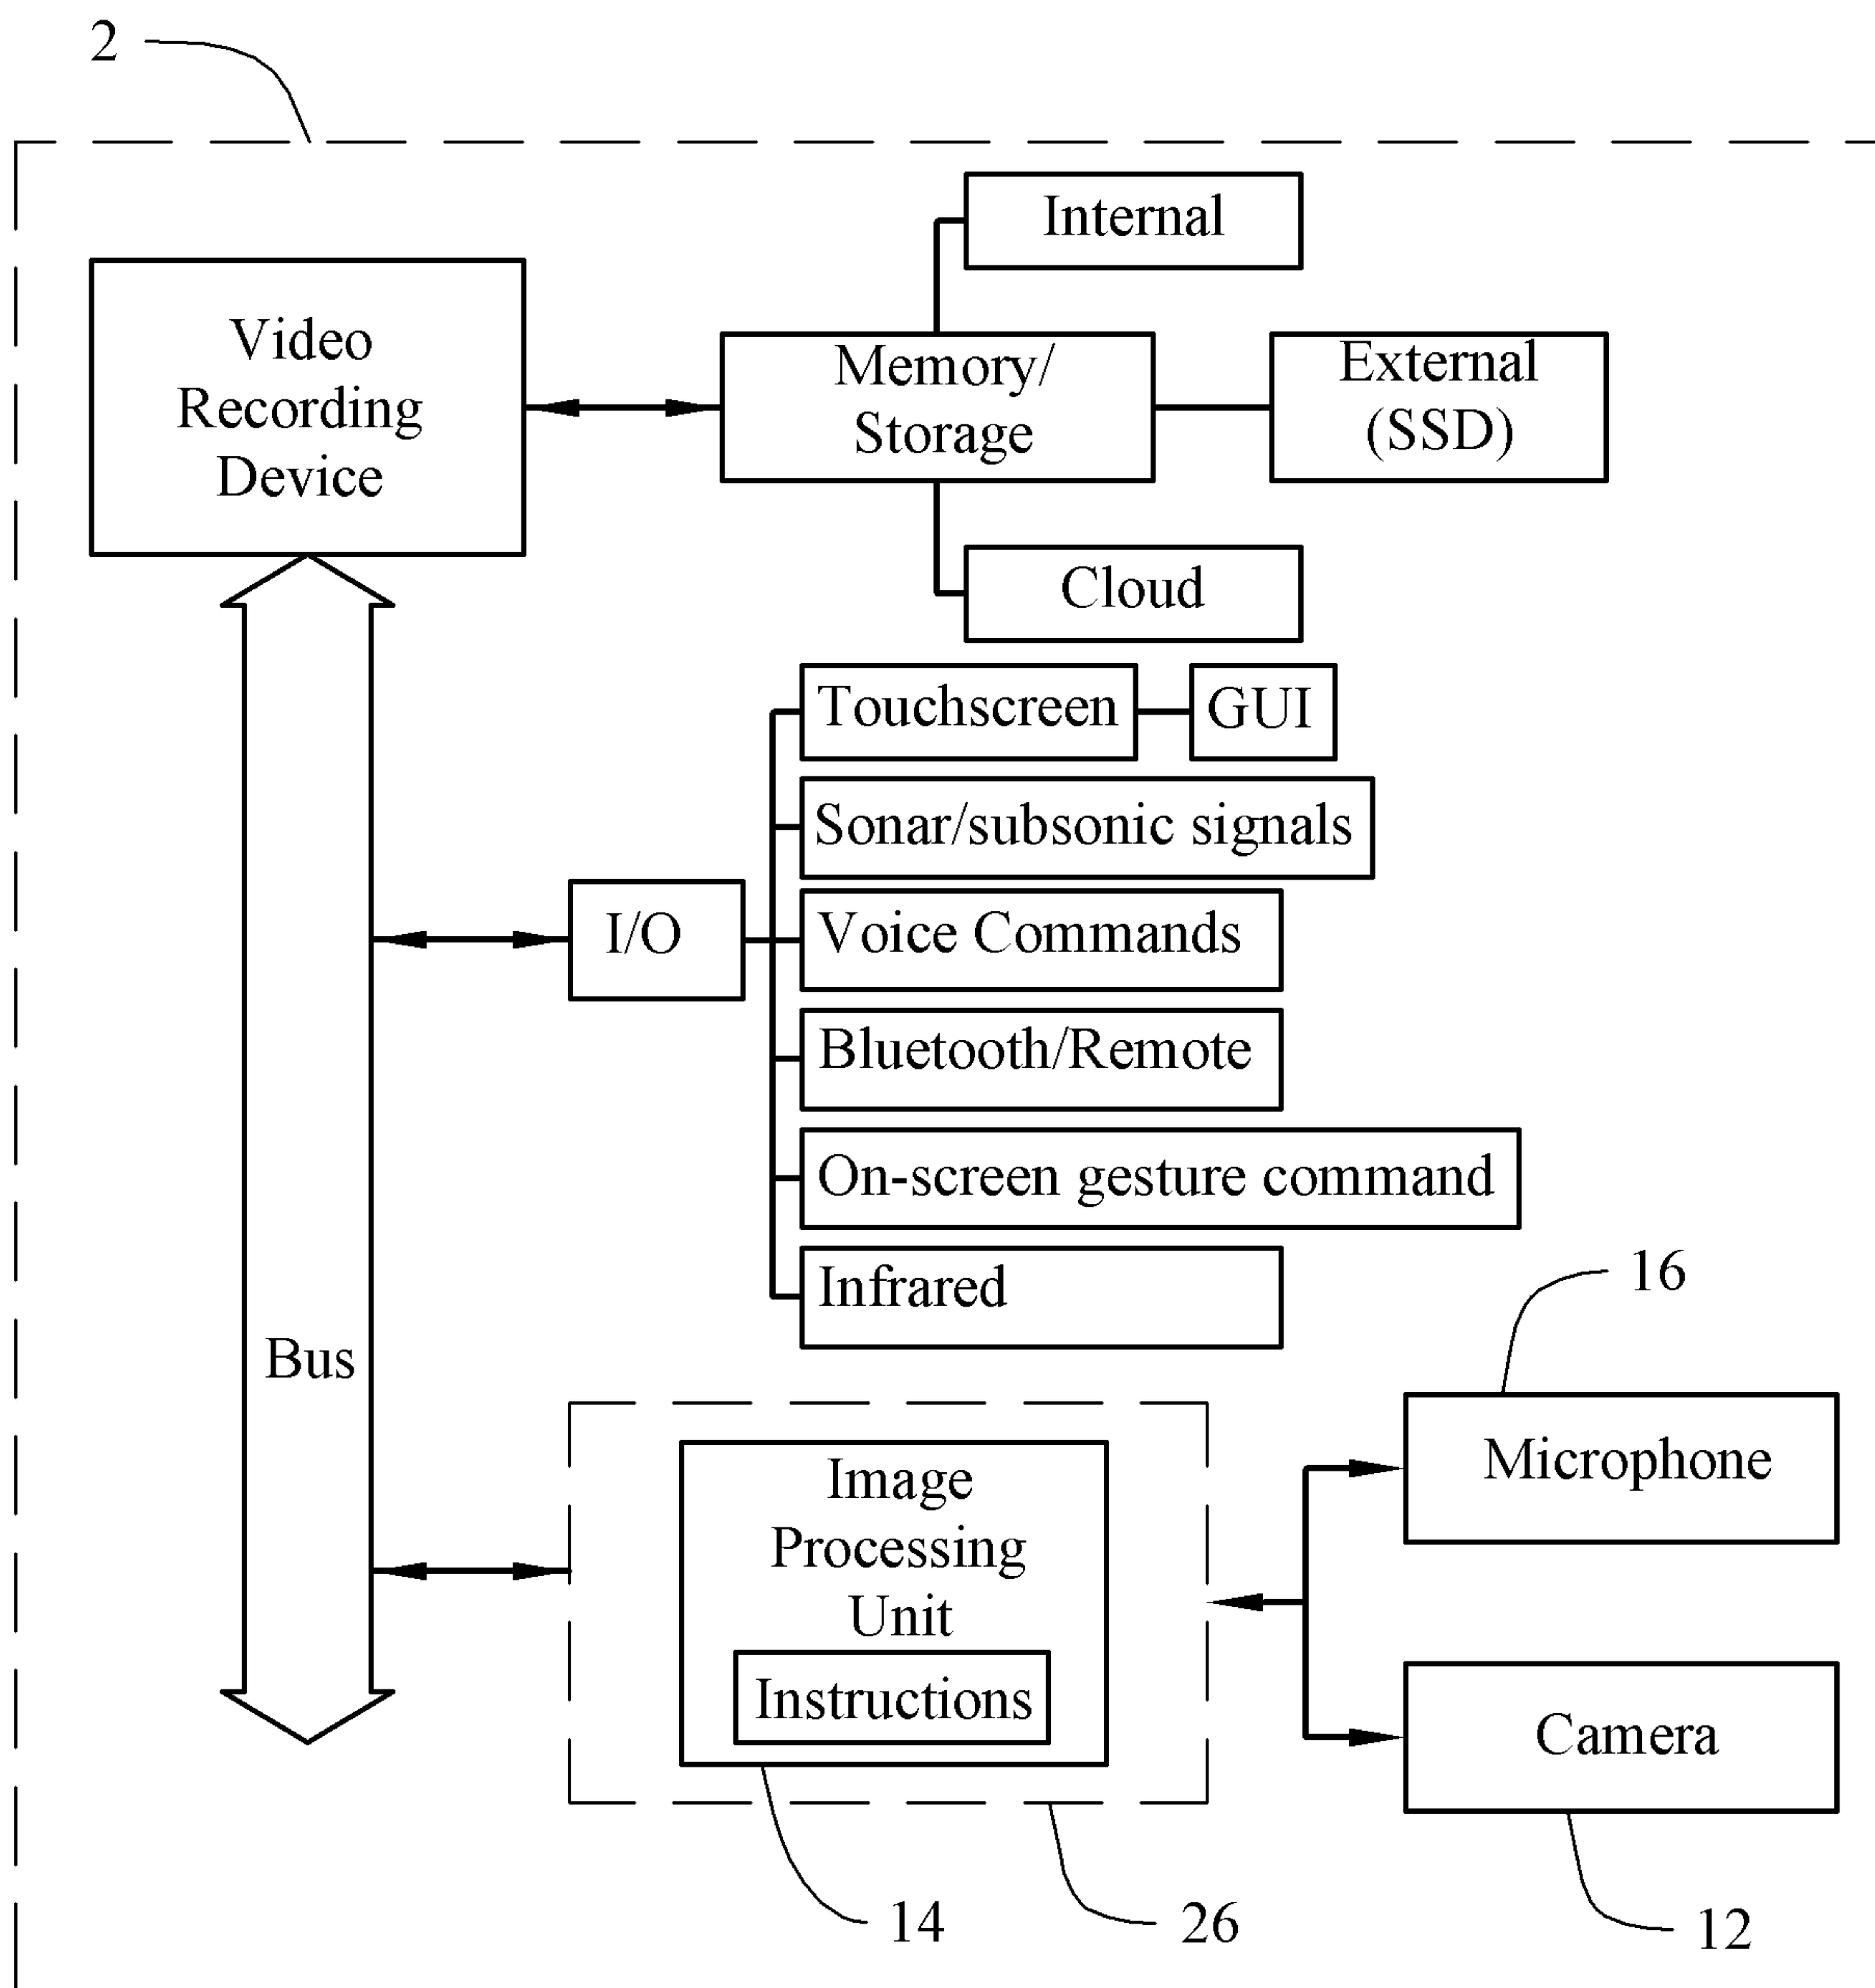 2
Internal
Video
Recording
Device
Memory/
Storage
External
(SSD)
Cloud
Touchscreen
GUI
Sonar/subsonic signals
I/O
Voice Commands
Bluetooth/Remote
On-screen gesture command
Infrared
16
Bus
Microphone
Image
Processing
Unit
Instructions
Camera
14
26
12